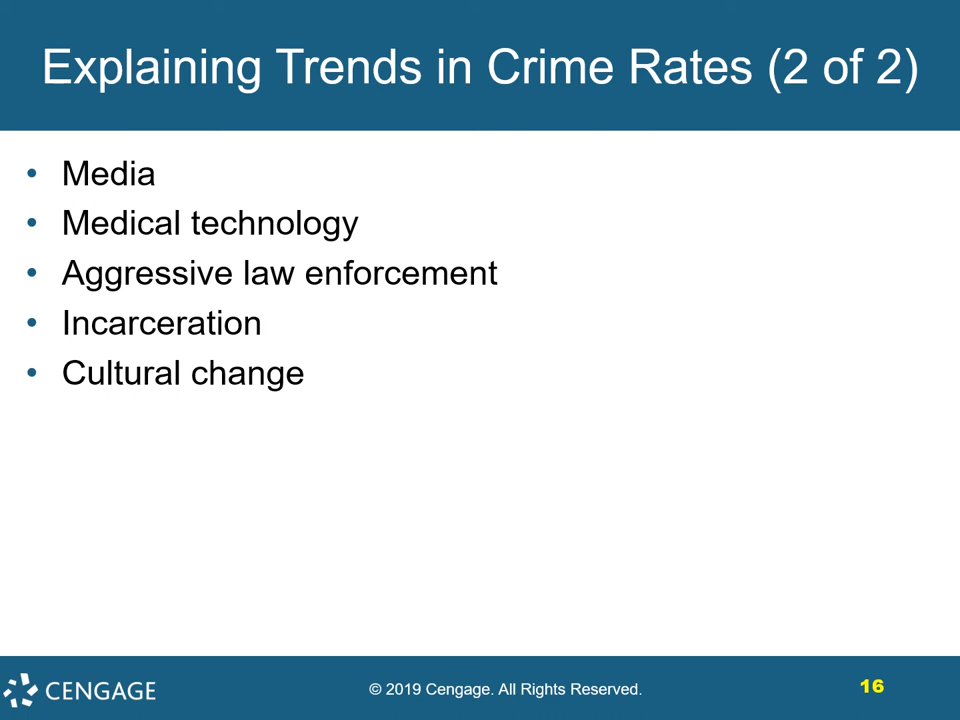 Explaining Trends in Crime Rates (2 of 2)
• Media
• Medical technology
• Aggressive law enforcement
• Incarceration
• Cultural change
CENGAGE
© 2019 Cengage. All Rights Reserved.
16